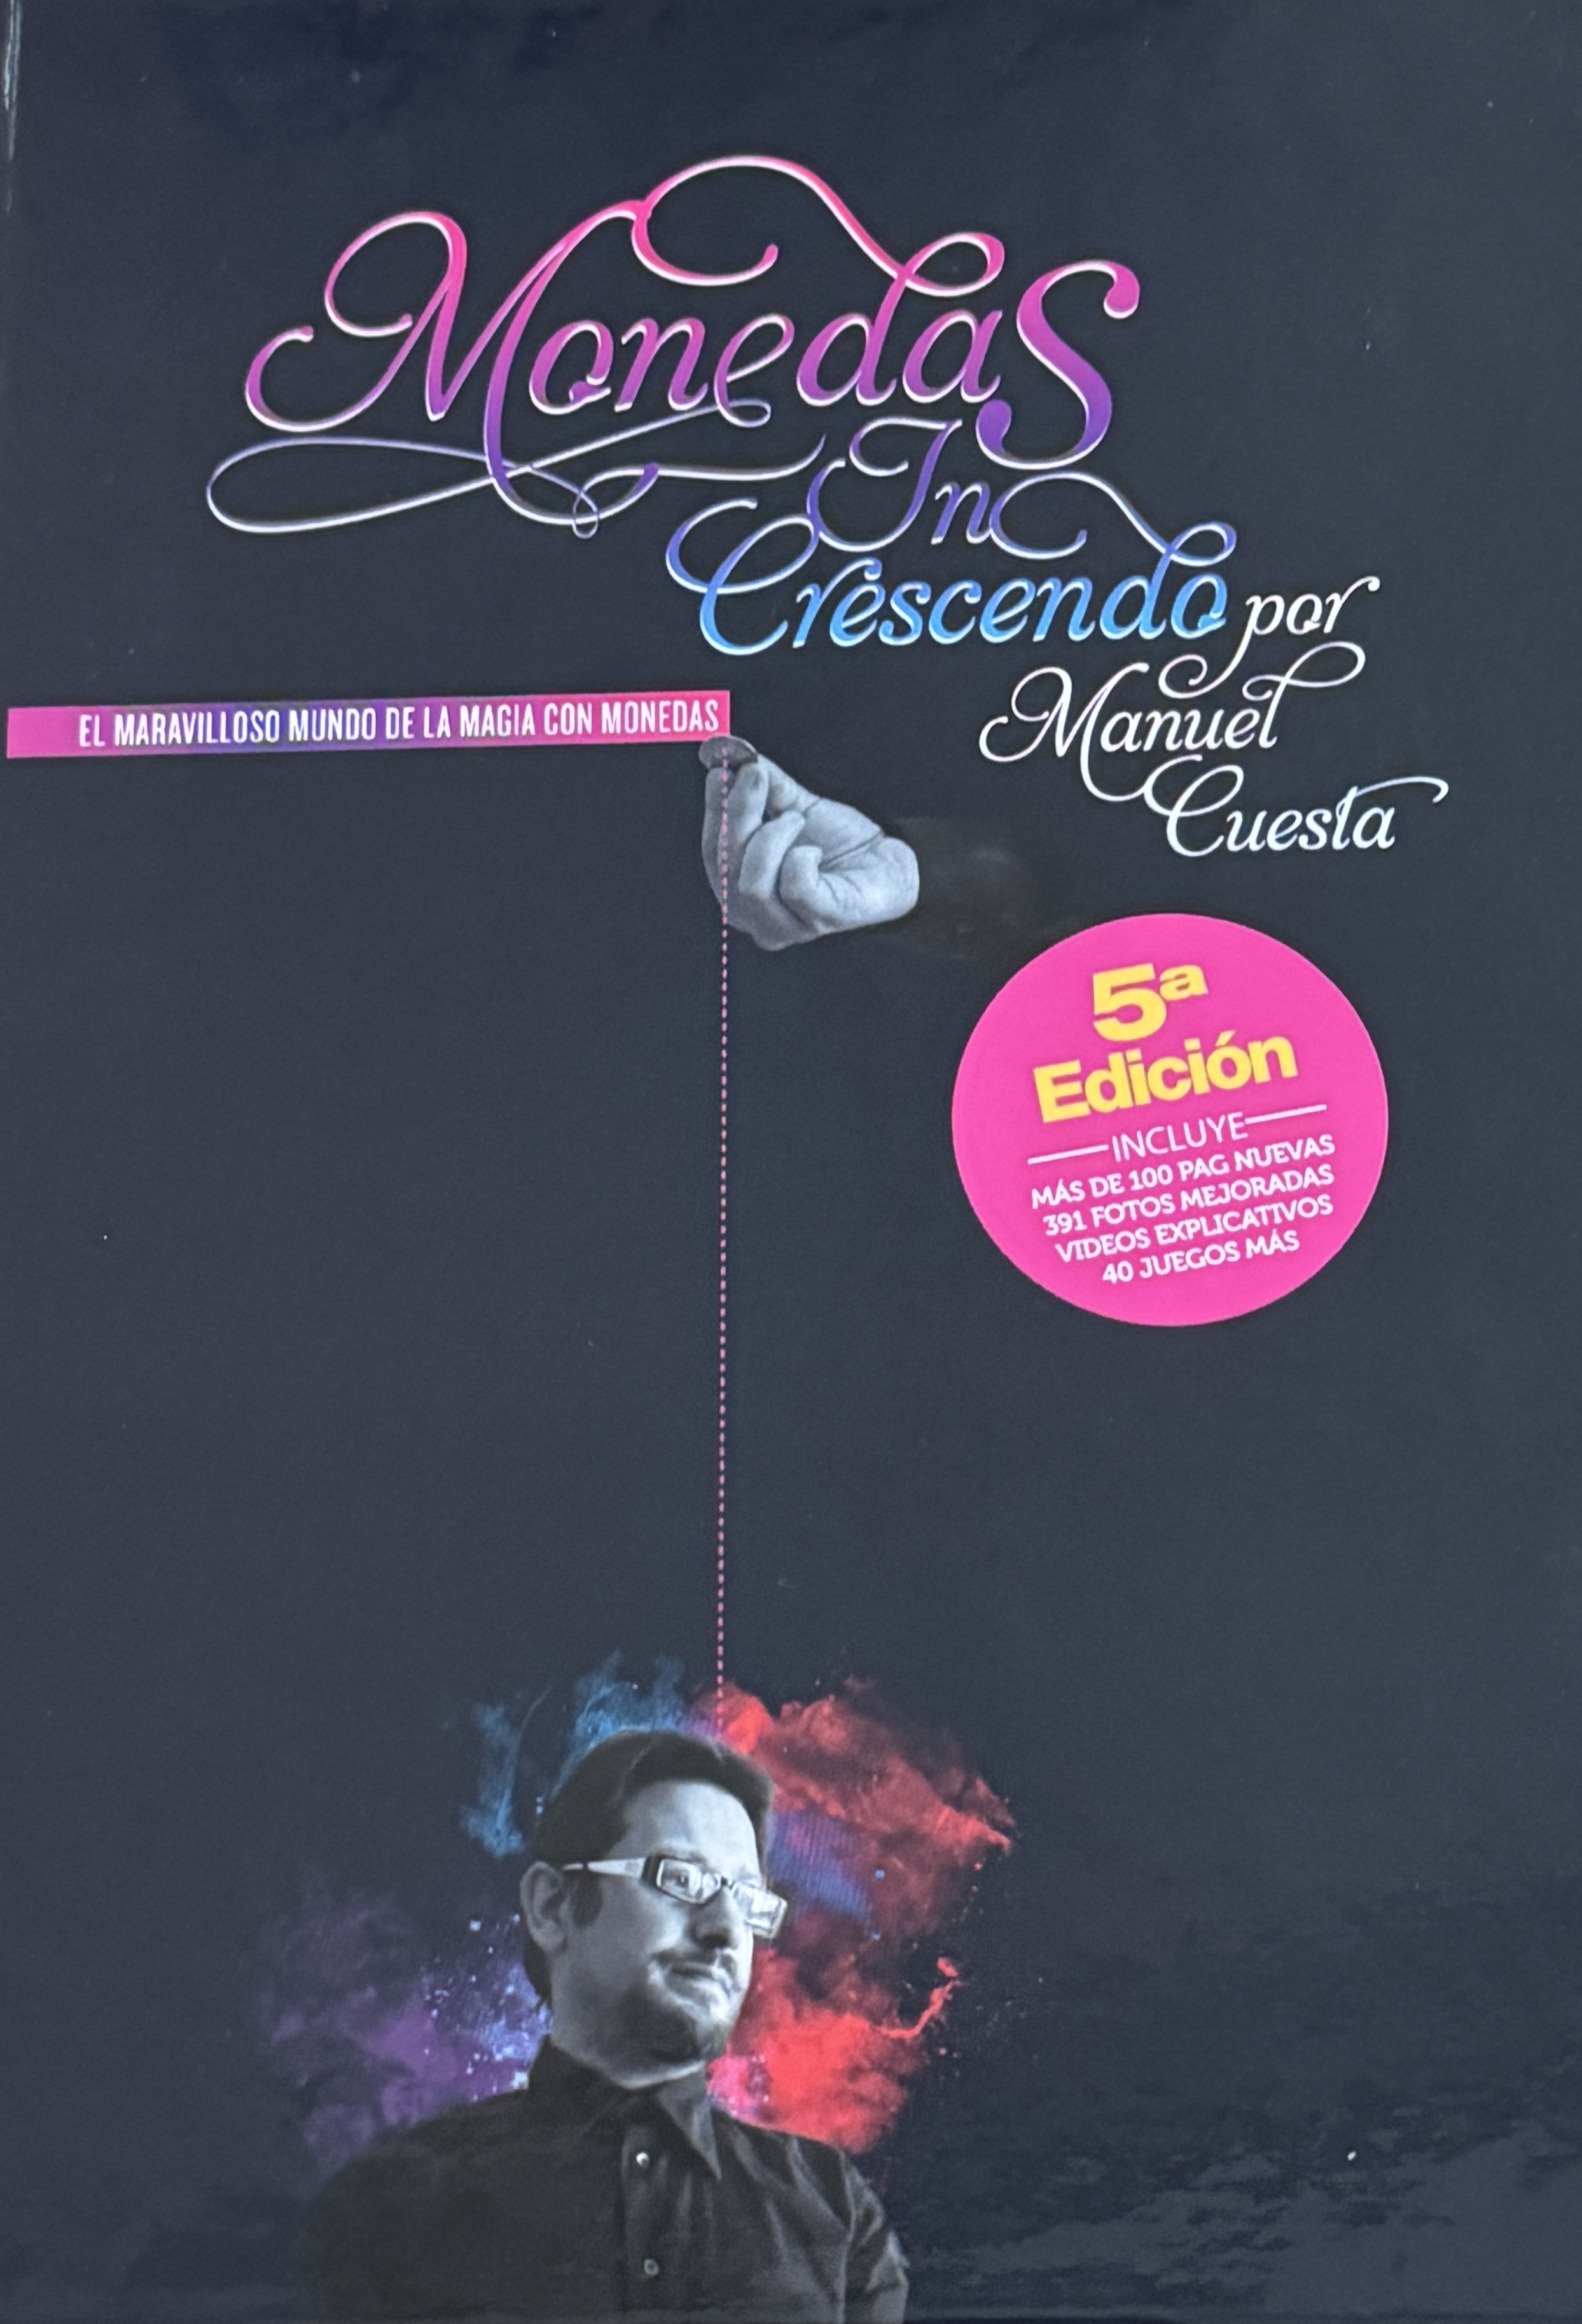 Monedas
In
Crescendo por
Manuel
Cuesta
EL MARAVILLOSO MUNDO DE LA MAGIA CON MONEDAS
5ª
Edición
INCLUYE
MÁS DE 100 PAG NUEVAS
391 FOTOS MEJORADAS
VIDEOS EXPLICATIVOS
40 JUEGOS MÁS